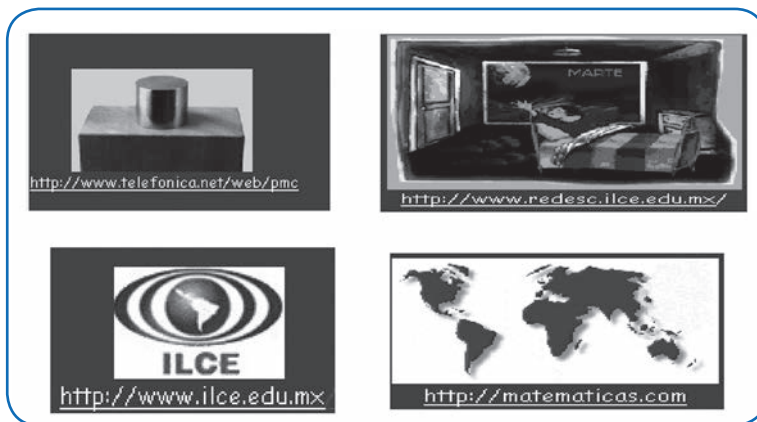 MARTE
http://www.telefonica.net/web/pmc
http://www.redesc.ilce.edu.mx/
ILCE
http://www.ilce.edu.mx
http://matematicas.com